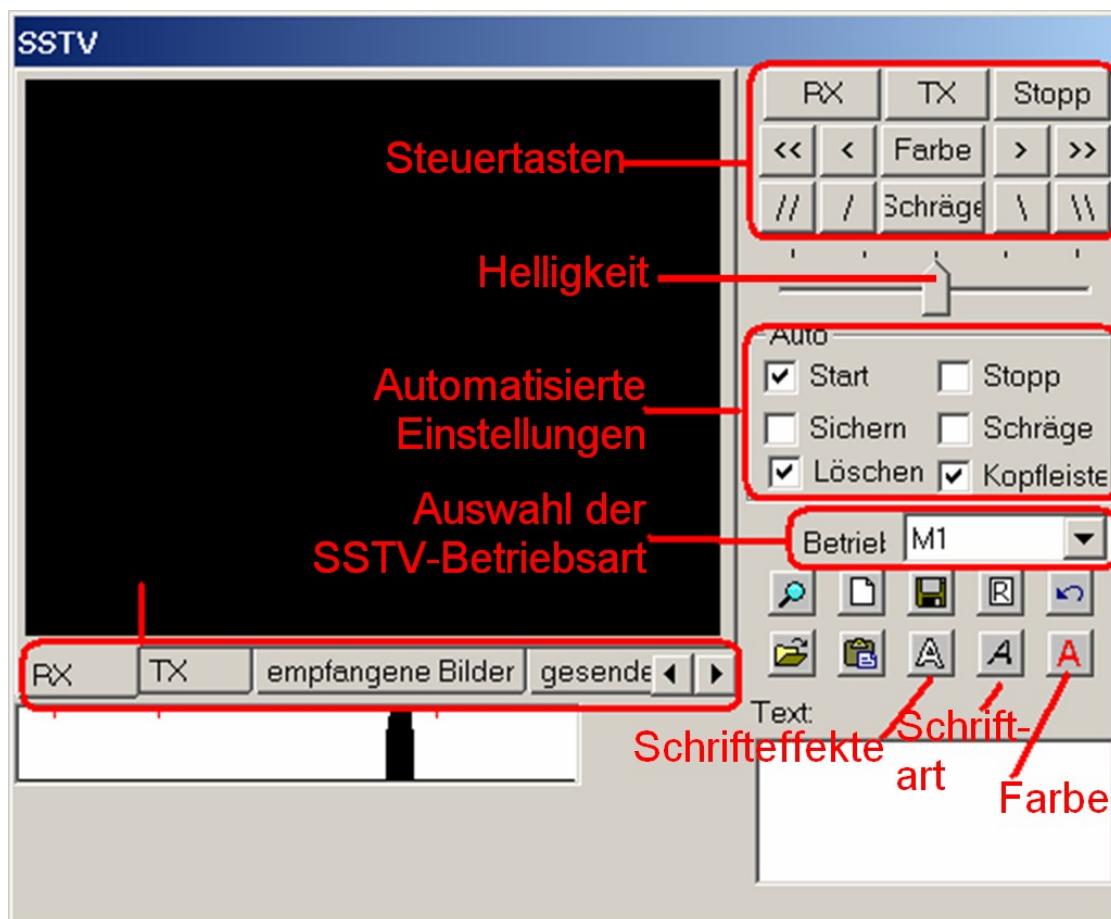 SSTV
RX TX Stopp
Steuertasten
<< < Farbe > >>
// / Schräge \ \\
Helligkeit
Auto
Automatisierte
Einstellungen
Start Stopp
Sichern Schräge
Löschen Kopfleiste
Auswahl der
SSTV-Betriebsart
Betriet M1
R
A A A
RX TX empfangene Bilder gesende
Text:
Schrifteffekte
Schrift-
art
Farbe